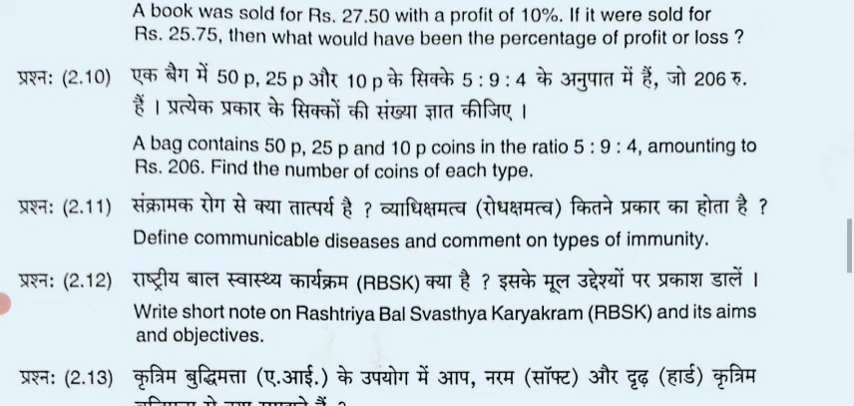 A book was sold for Rs. 27.50 with a profit of 10%. If it were sold for
Rs. 25.75, then what would have been the percentage of profit or loss ?
प्रश्न: (2.10) एक बैग में 50 p, 25 p और 10 p के सिक्के 5 : 9 : 4 के अनुपात में हैं, जो 206 रु.
हैं । प्रत्येक प्रकार के सिक्कों की संख्या ज्ञात कीजिए ।
A bag contains 50 p, 25 p and 10 p coins in the ratio 5 : 9 : 4, amounting to
Rs. 206. Find the number of coins of each type.
प्रश्न: (2.11) संक्रामक रोग से क्या तात्पर्य है ? व्याधिक्षमत्व (रोधक्षमत्व) कितने प्रकार का होता है ?
Define communicable diseases and comment on types of immunity.
प्रश्न: (2.12) राष्ट्रीय बाल स्वास्थ्य कार्यक्रम (RBSK) क्या है ? इसके मूल उद्देश्यों पर प्रकाश डालें ।
Write short note on Rashtriya Bal Svasthya Karyakram (RBSK) and its aims
and objectives.
प्रश्न: (2.13) कृत्रिम बुद्धिमत्ता (ए.आई.) के उपयोग में आप, नरम (सॉफ्ट) और दृढ़ (हार्ड) कृत्रिम